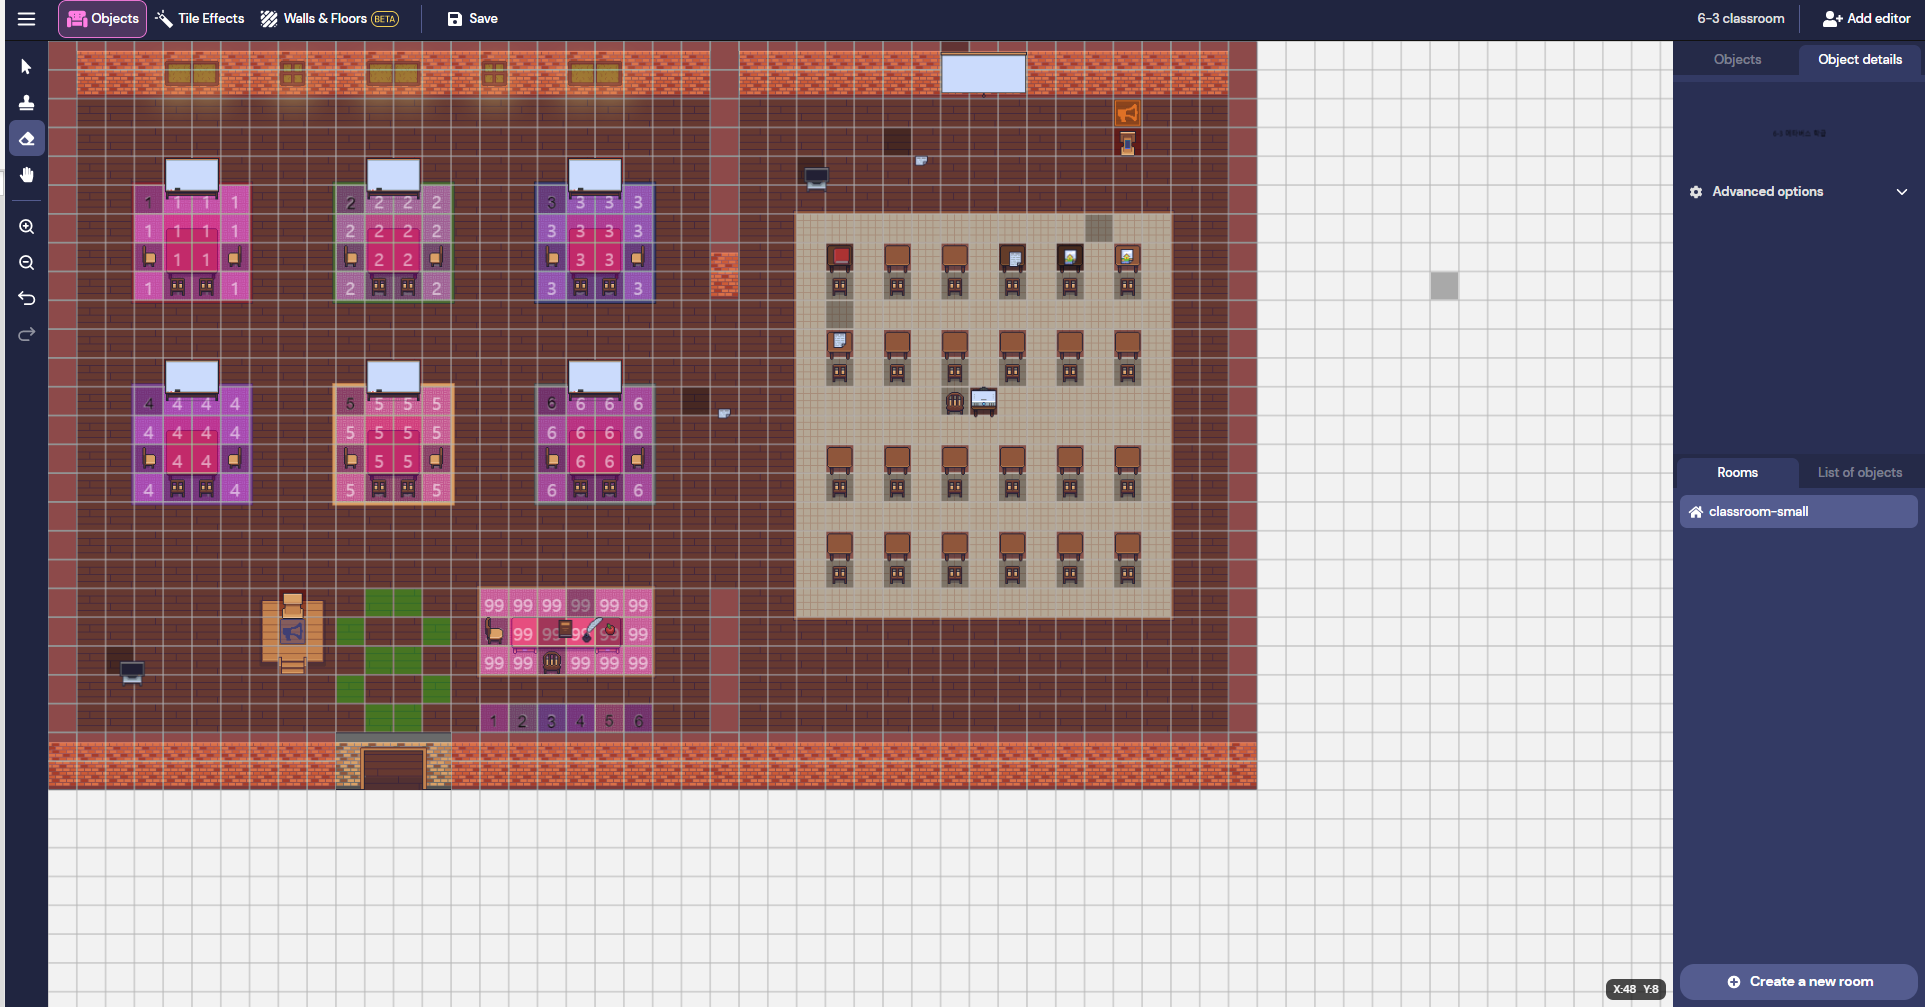 Objects
Tile Effects
Walls & Floors BETA
Save
6-3 classroom
Add editor
Objects
Object details
Advanced options
Rooms
List of objects
classroom-small
Create a new room
X:48 Y:8
1 1 1 1
1 1 1 1
1 1
1 1
2 2 2 2
2 2 2 2
2 2
2 2
3 3 3 3
3 3 3 3
3 3
3 3
4 4 4 4
4 4 4 4
4 4
4 4
5 5 5 5
5 5 5 5
5 5
5 5
6 6 6 6
6 6 6 6
6 6
6 6
99 99 99 99 99 99
99 99 99 99 99
99 99 99 99 99
1 2 3 4 5 6